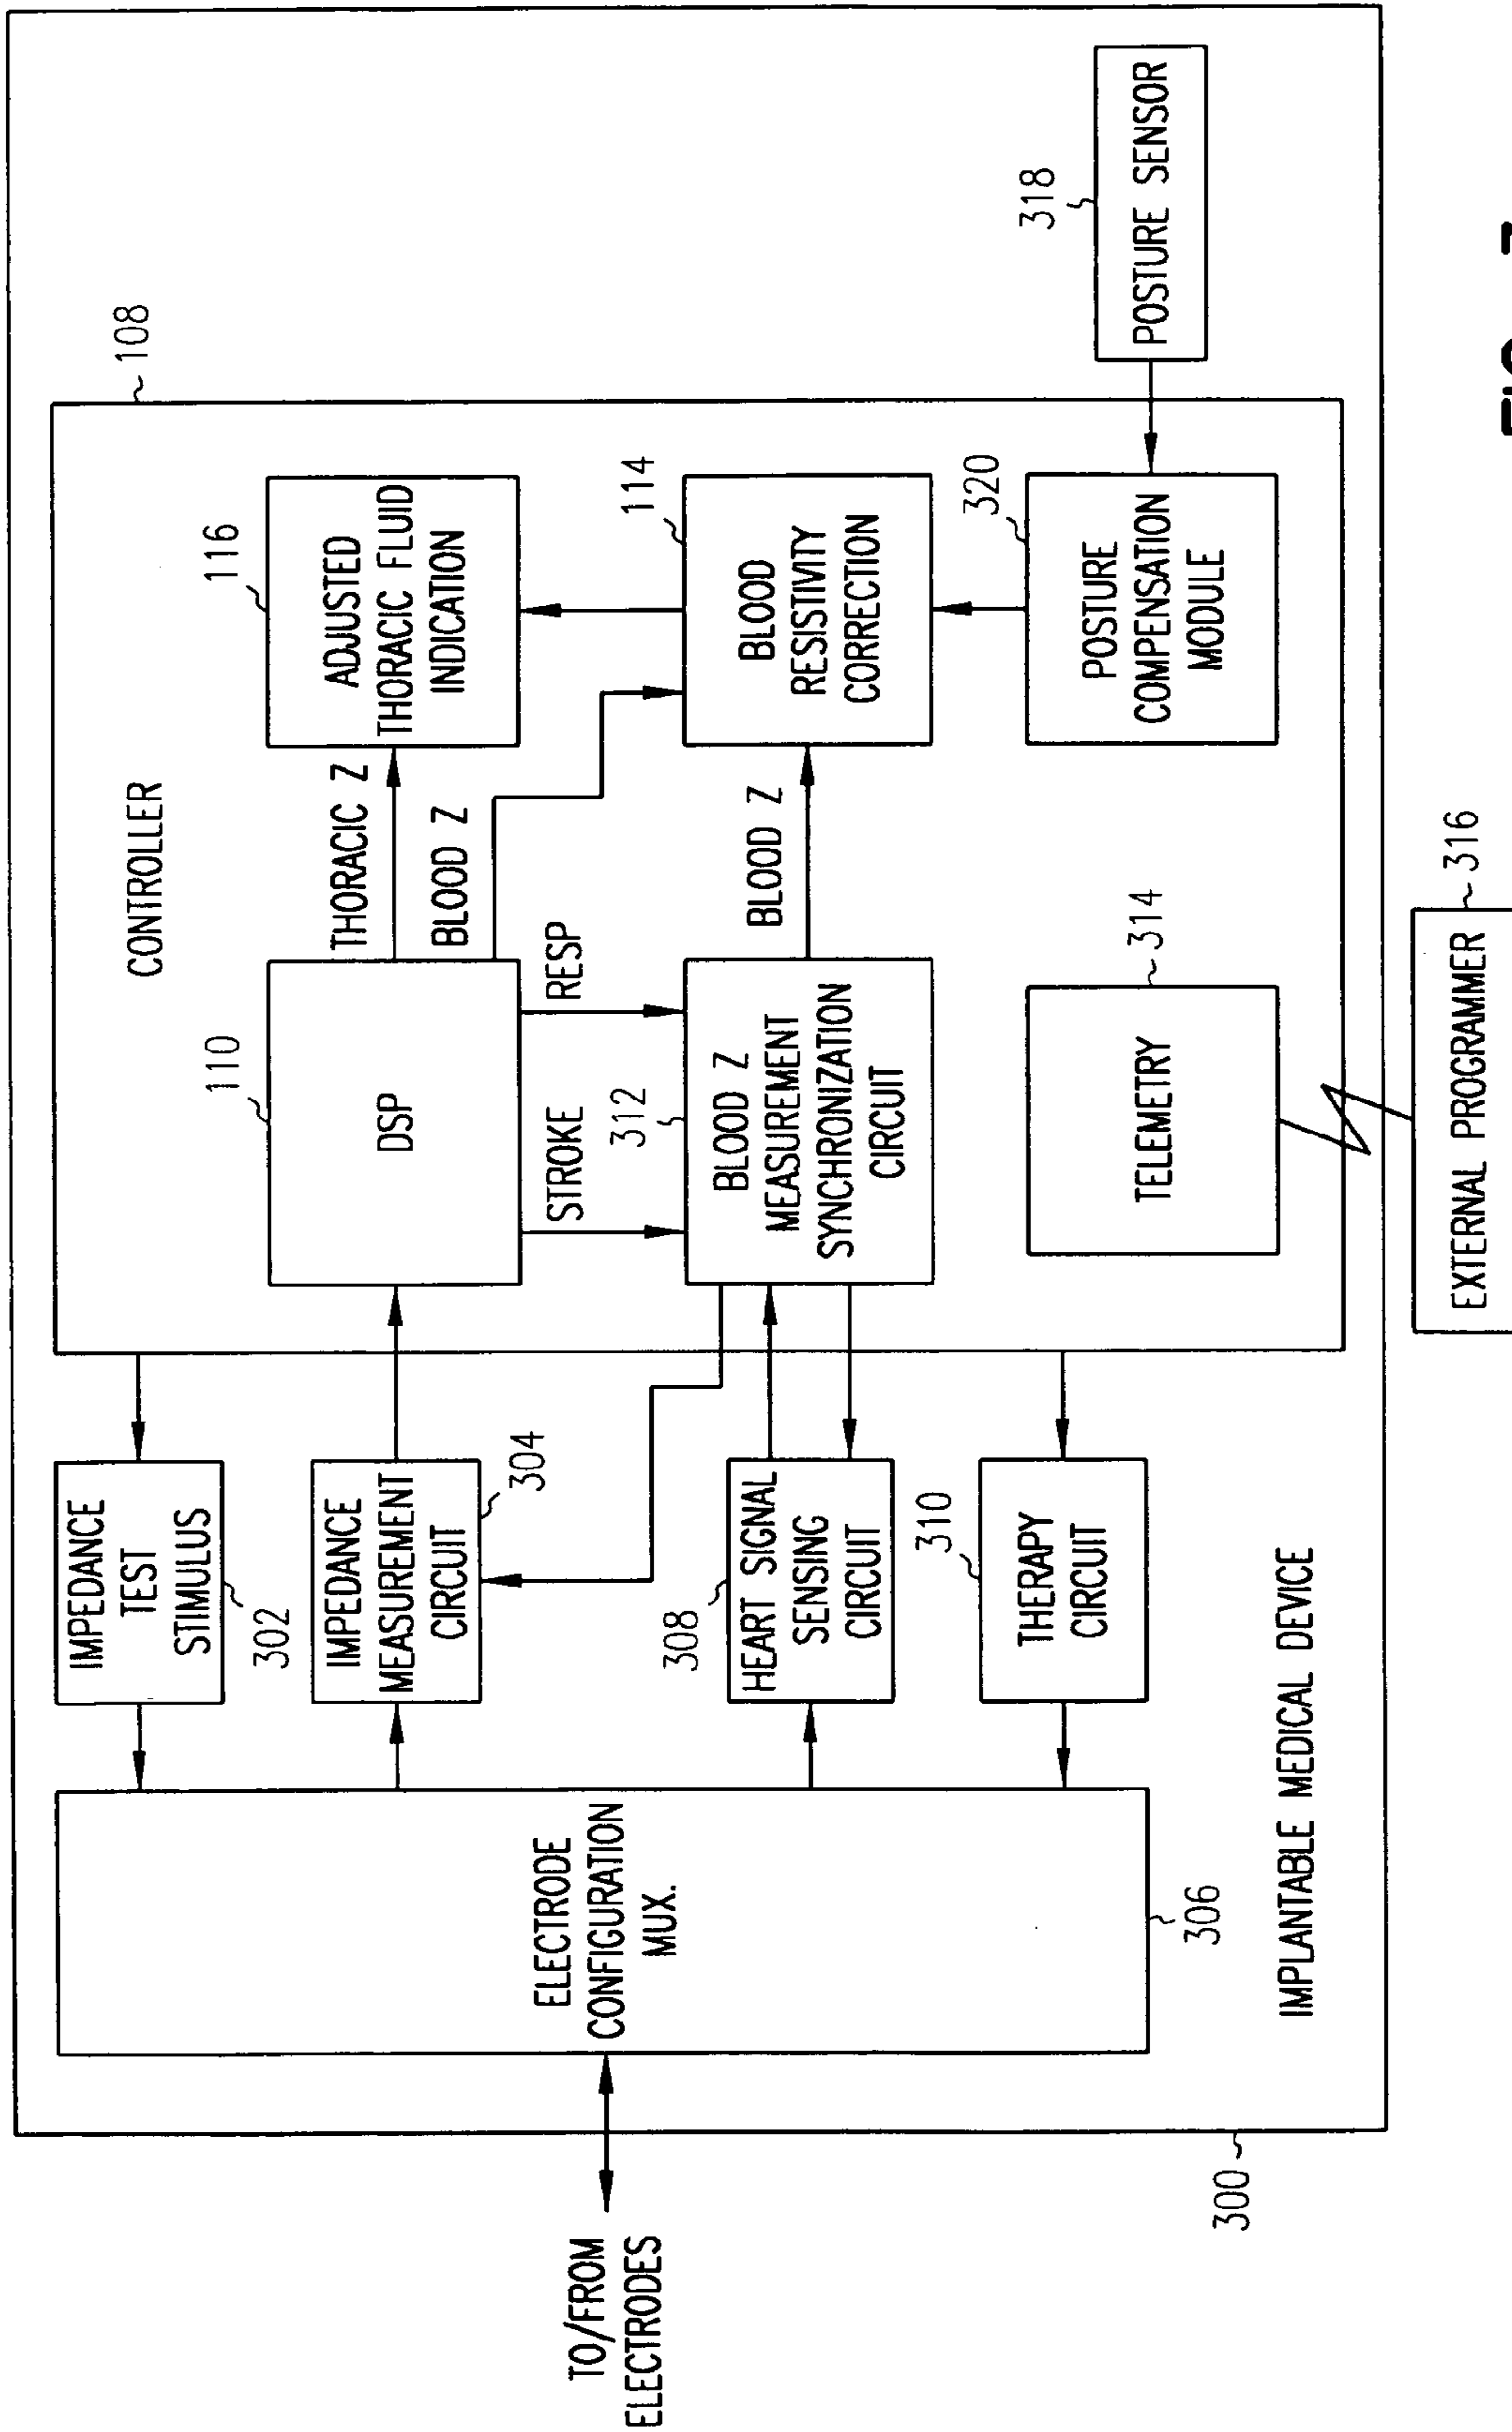 108
CONTROLLER
110
DSP
THORACIC Z
BLOOD Z
116
ADJUSTED
THORACIC FLUID
INDICATION
IMPEDANCE
TEST
STIMULUS
302
IMPEDANCE
MEASUREMENT
CIRCUIT
304
STROKE
RESP
312
BLOOD Z
MEASUREMENT
SYNCHRONIZATION
CIRCUIT
BLOOD Z
114
BLOOD
RESISTIVITY
CORRECTION
ELECTRODE
CONFIGURATION
MUX.
306
TO/FROM
ELECTRODES
308
HEART SIGNAL
SENSING
CIRCUIT
310
THERAPY
CIRCUIT
314
TELEMETRY
320
POSTURE
COMPENSATION
MODULE
318
POSTURE SENSOR
IMPLANTABLE MEDICAL DEVICE
300
316
EXTERNAL PROGRAMMER